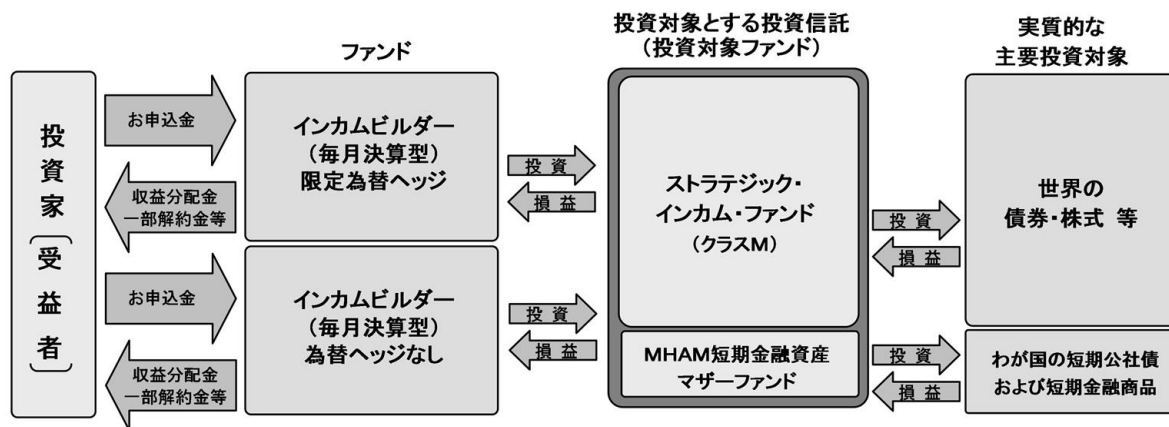 ファンド
投資対象とする投資信託
（投資対象ファンド）
実質的な
主要投資対象
投資家〔受益者〕
お申込金
収益分配金
一部解約金等
お申込金
収益分配金
一部解約金等
インカムビルダー
（毎月決算型）
限定為替ヘッジ
インカムビルダー
（毎月決算型）
為替ヘッジなし
投資
損益
投資
損益
ストラテジック・
インカム・ファンド
（クラスM）
MHAM短期金融資産
マザーファンド
投資
損益
投資
損益
世界の
債券・株式 等
わが国の短期公社債
および短期金融商品